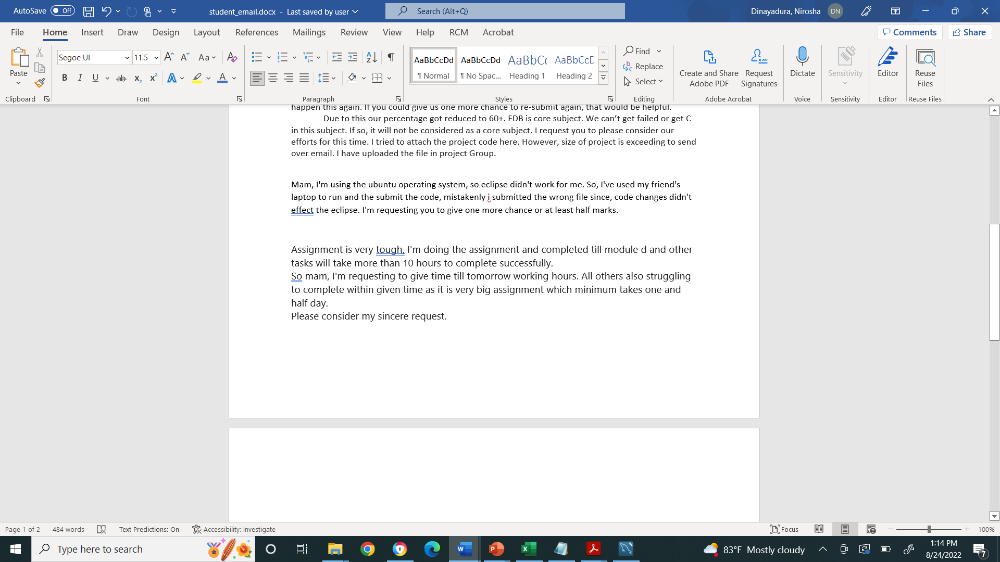 AutoSave Off student_email.docx - Last saved by user Search (Alt+Q) Dinayadura, Nirosha DN
File Home Insert Draw Design Layout References Mailings Review View Help RCM Acrobat Comments Share
Paste
Clipboard
Segoe UI 11.5 Aa
B I U ab x2 x2 A A
Font
Paragraph
AaBbCcDd AaBbCcDd AaBbC AaBbCcD
¶ Normal ¶ No Spac... Heading 1 Heading 2
Styles
Find
Replace
Select
Editing
Create and Share
Adobe PDF
Request
Signatures
Adobe Acrobat
Dictate
Voice
Sensitivity
Sensitivity
Editor
Editor
Reuse
Files
Reuse Files
happen this again. If you could give us one more chance to re-submit again, that would be helpful.
Due to this our percentage got reduced to 60+. FDB is core subject. We can’t get failed or get C
in this subject. If so, it will not be considered as a core subject. I request you to please consider our
efforts for this time. I tried to attach the project code here. However, size of project is exceeding to send
over email. I have uploaded the file in project Group.
Mam, I'm using the ubuntu operating system, so eclipse didn't work for me. So, I've used my friend's
laptop to run and the submit the code, mistakenly i submitted the wrong file since, code changes didn't
effect the eclipse. I'm requesting you to give one more chance or at least half marks.
Assignment is very tough, I'm doing the assignment and completed till module d and other
tasks will take more than 10 hours to complete successfully.
So mam, I'm requesting to give time till tomorrow working hours. All others also struggling
to complete within given time as it is very big assignment which minimum takes one and
half day.
Please consider my sincere request.
Page 1 of 2 484 words Text Predictions: On Accessibility: Investigate Focus 100%
Type here to search 83°F Mostly cloudy 1:14 PM
8/24/2022 7